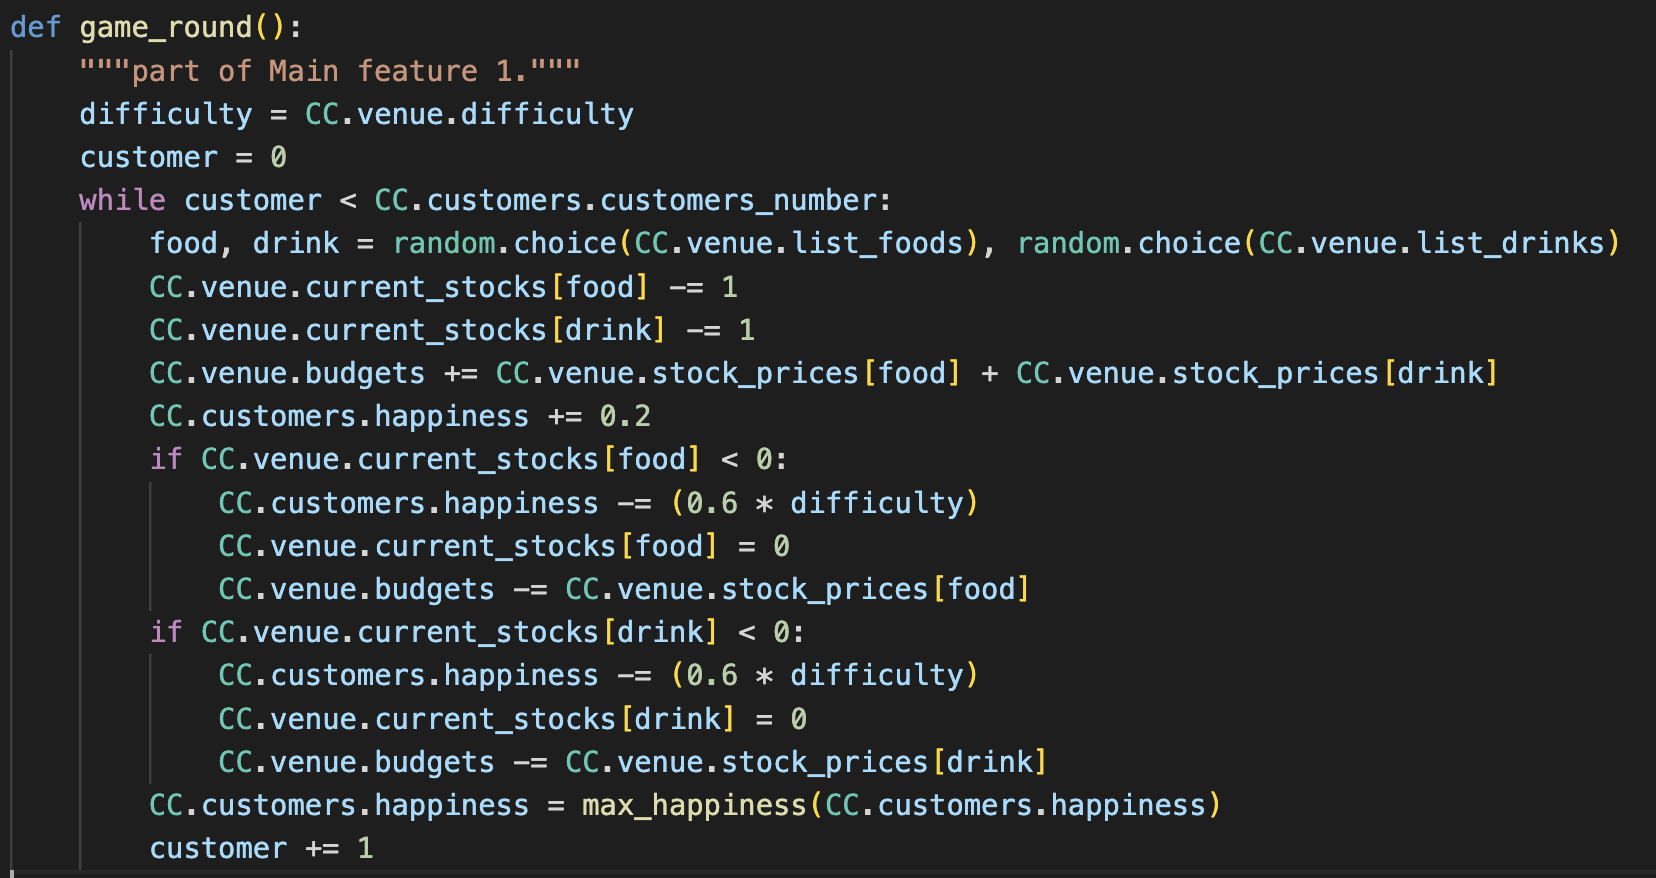 def game_round():
    """part of Main feature 1."""
    difficulty = CC.venue.difficulty
    customer = 0
    while customer < CC.customers.customers_number:
        food, drink = random.choice(CC.venue.list_foods), random.choice(CC.venue.list_drinks)
        CC.venue.current_stocks[food] -= 1
        CC.venue.current_stocks[drink] -= 1
        CC.venue.budgets += CC.venue.stock_prices[food] + CC.venue.stock_prices[drink]
        CC.customers.happiness += 0.2
        if CC.venue.current_stocks[food] < 0:
            CC.customers.happiness -= (0.6 * difficulty)
            CC.venue.current_stocks[food] = 0
            CC.venue.budgets -= CC.venue.stock_prices[food]
        if CC.venue.current_stocks[drink] < 0:
            CC.customers.happiness -= (0.6 * difficulty)
            CC.venue.current_stocks[drink] = 0
            CC.venue.budgets -= CC.venue.stock_prices[drink]
        CC.customers.happiness = max_happiness(CC.customers.happiness)
        customer += 1